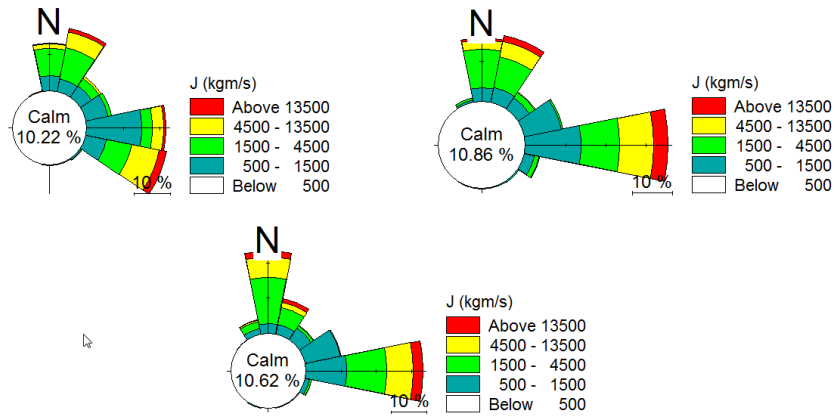 N
Calm
10.22 %
10 %
J (kgm/s)
Above 13500
4500 - 13500
1500 - 4500
500 - 1500
Below 500
N
Calm
10.86 %
10 %
J (kgm/s)
Above 13500
4500 - 13500
1500 - 4500
500 - 1500
Below 500
N
Calm
10.62 %
10 %
J (kgm/s)
Above 13500
4500 - 13500
1500 - 4500
500 - 1500
Below 500